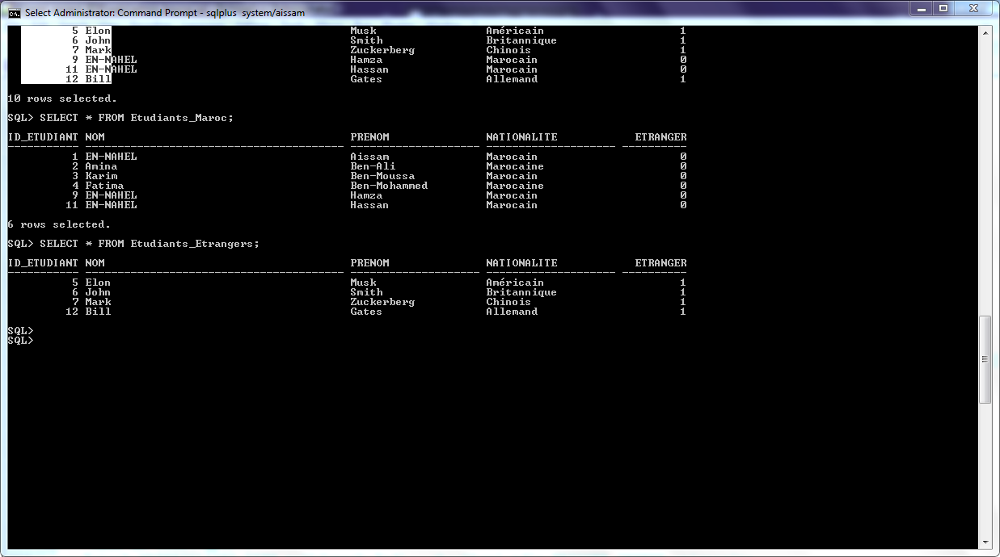 Select Administrator: Command Prompt - sqlplus  system/aissam
5 Elon Musk Américain 1
6 John Smith Britannique 1
7 Mark Zuckerberg Chinois 1
9 EN-NAHEL Hamza Marocain 0
11 EN-NAHEL Hassan Marocain 0
12 Bill Gates Allemand 1
10 rows selected.
SQL> SELECT * FROM Etudiants_Maroc;
ID_ETUDIANT NOM PRENOM NATIONALITE ETRANGER
----------- ---------------------------------------- -------------------- -------------------- ----------
1 EN-NAHEL Aissam Marocain 0
2 Amina Ben-Ali Marocaine 0
3 Karim Ben-Moussa Marocain 0
4 Fatima Ben-Mohammed Marocaine 0
9 EN-NAHEL Hamza Marocain 0
11 EN-NAHEL Hassan Marocain 0
6 rows selected.
SQL> SELECT * FROM Etudiants_Etrangers;
ID_ETUDIANT NOM PRENOM NATIONALITE ETRANGER
----------- ---------------------------------------- -------------------- -------------------- ----------
5 Elon Musk Américain 1
6 John Smith Britannique 1
7 Mark Zuckerberg Chinois 1
12 Bill Gates Allemand 1
SQL>
SQL>